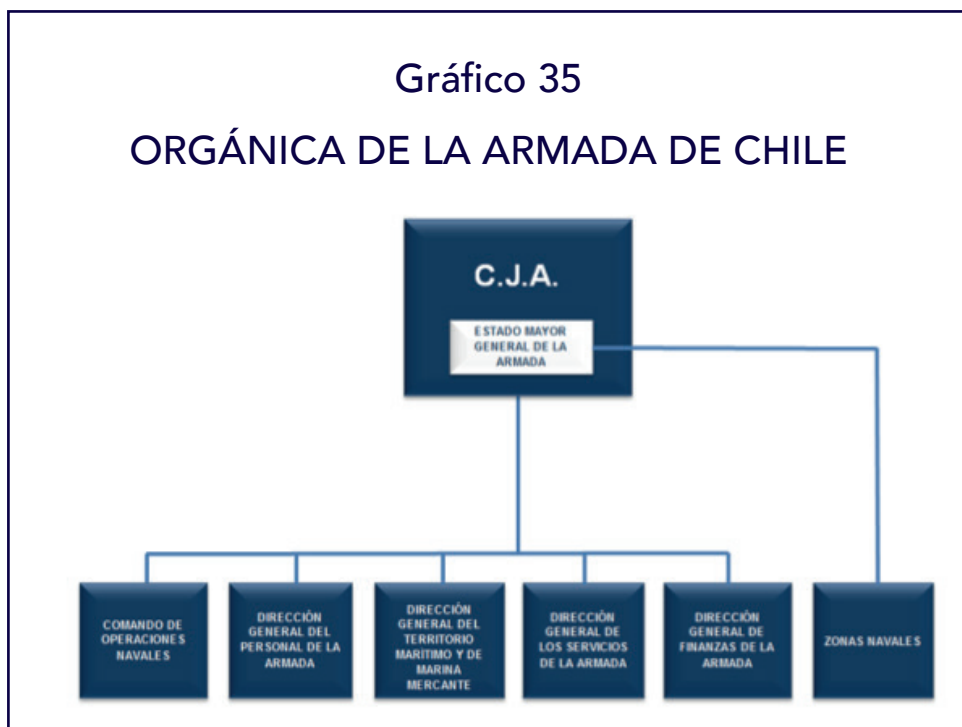 Gráfico 35
ORGÁNICA DE LA ARMADA DE CHILE
C.J.A.
ESTADO MAYOR
GENERAL DE LA
ARMADA
COMANDO DE
OPERACIONES
NAVALES
DIRECCIÓN
GENERAL DEL
PERSONAL DE LA
ARMADA
DIRECCIÓN
GENERAL DEL
TERRITORIO
MARÍTIMO Y DE
MARINA
MERCANTE
DIRECCIÓN
GENERAL DE
LOS SERVICIOS
DE LA ARMADA
DIRECCIÓN
GENERAL DE
FINANZAS DE LA
ARMADA
ZONAS NAVALES